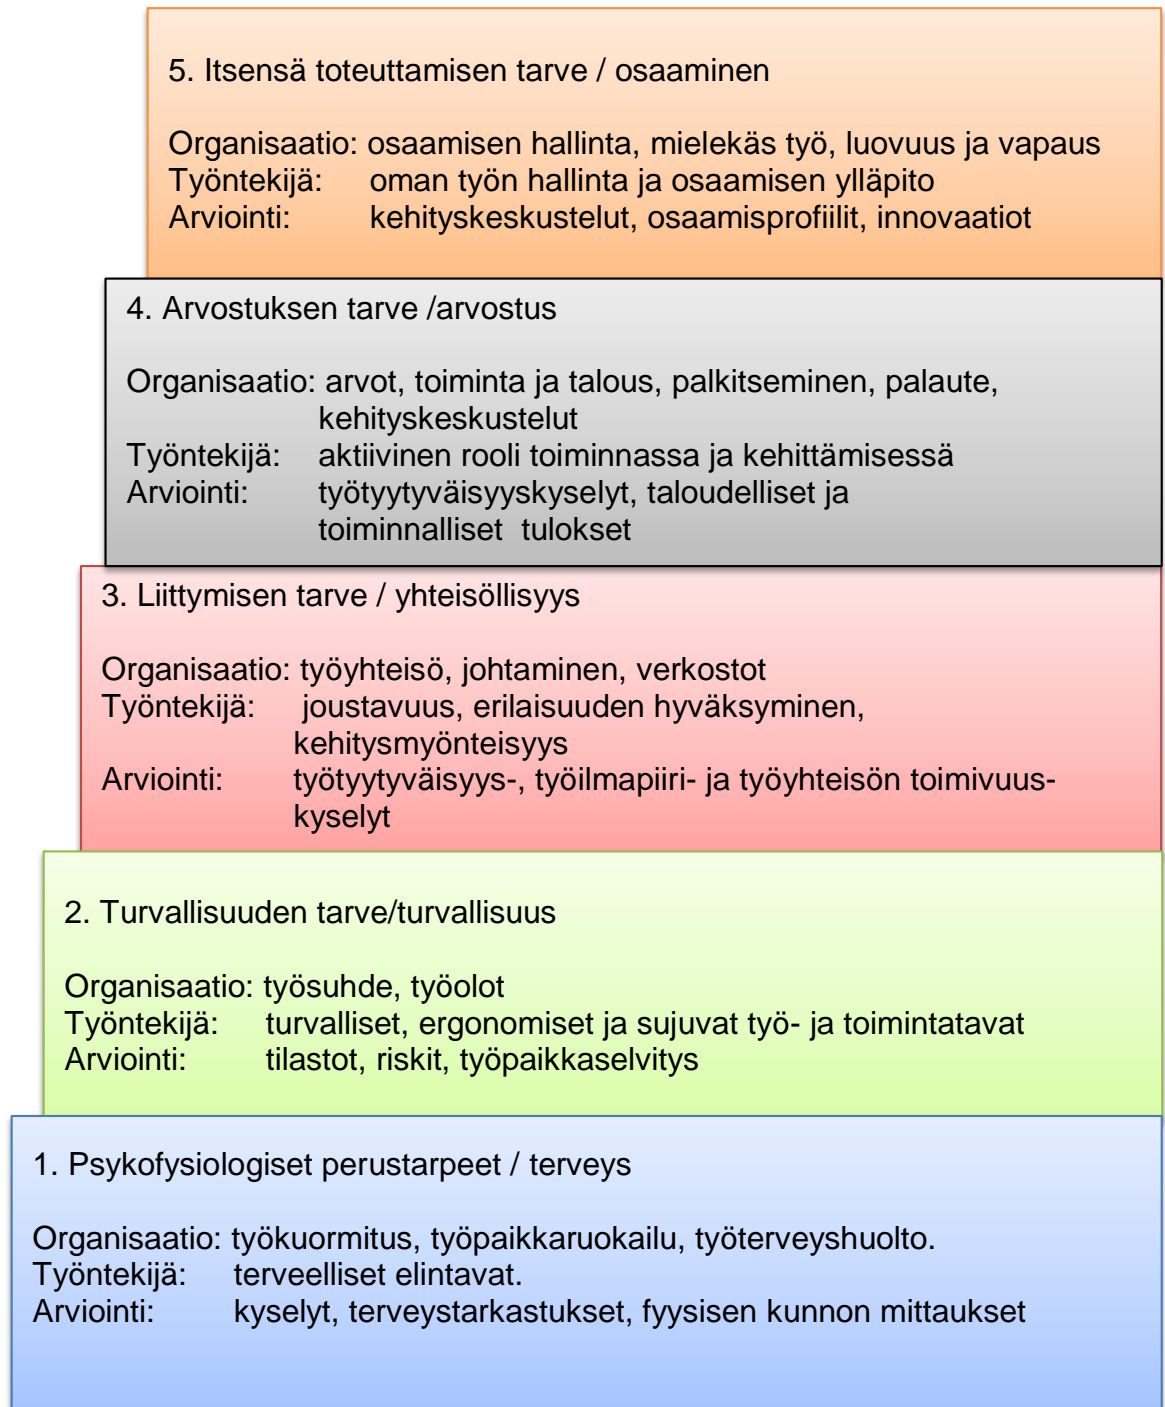 5. Itsensä toteuttamisen tarve / osaaminen
Organisaatio: osaamisen hallinta, mielekäs työ, luovuus ja vapaus
Työntekijä: oman työn hallinta ja osaamisen ylläpito
Arviointi: kehityskeskustelut, osaamisprofiilit, innovaatiot
4. Arvostuksen tarve /arvostus
Organisaatio: arvot, toiminta ja talous, palkitseminen, palaute,
kehityskeskustelut
Työntekijä: aktiivinen rooli toiminnassa ja kehittämisessä
Arviointi: työtyytyväisyyskyselyt, taloudelliset ja
toiminnalliset tulokset
3. Liittymisen tarve / yhteisöllisyys
Organisaatio: työyhteisö, johtaminen, verkostot
Työntekijä: joustavuus, erilaisuuden hyväksyminen,
kehitysmyönteisyys
Arviointi: työtyytyväisyys-, työilmapiiri- ja työyhteisön toimivuus-
kyselyt
2. Turvallisuuden tarve/turvallisuus
Organisaatio: työsuhde, työolot
Työntekijä: turvalliset, ergonomiset ja sujuvat työ- ja toimintatavat
Arviointi: tilastot, riskit, työpaikkaselvitys
1. Psykofysiologiset perustarpeet / terveys
Organisaatio: työkuormitus, työpaikkaruokailu, työterveyshuolto.
Työntekijä: terveelliset elintavat.
Arviointi: kyselyt, terveystarkastukset, fyysisen kunnon mittaukset